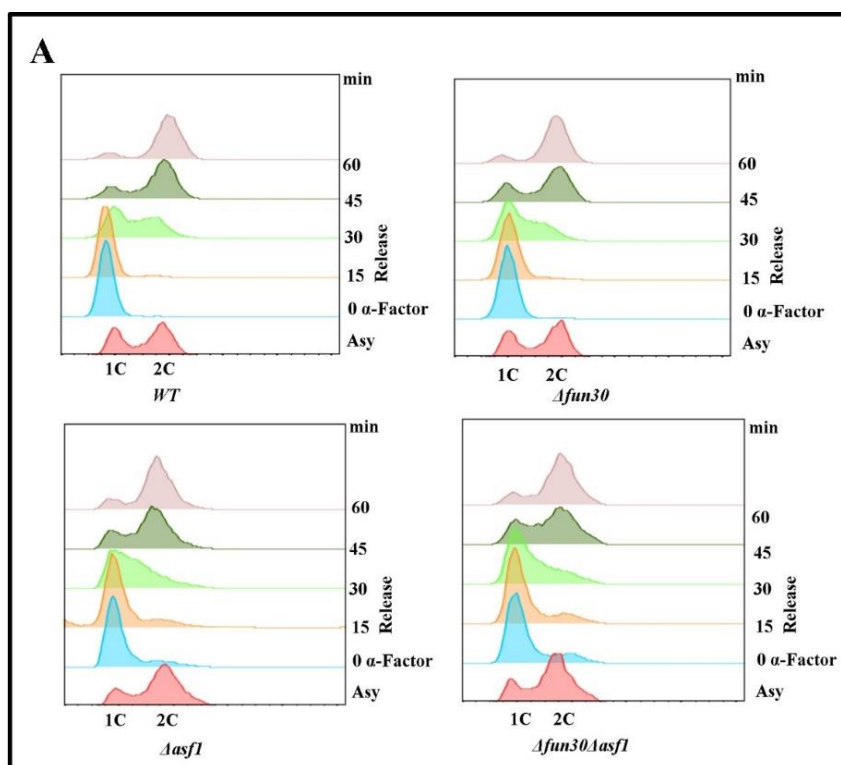 A
min
60
45
30
15
0 α-Factor
Asy
Release
1C 2C
WT
min
60
45
30
15
0 α-Factor
Asy
Release
1C 2C
Δfun30
min
60
45
30
15
0 α-Factor
Asy
Release
1C 2C
Δasf1
min
60
45
30
15
0 α-Factor
Asy
Release
1C 2C
Δfun30Δasf1